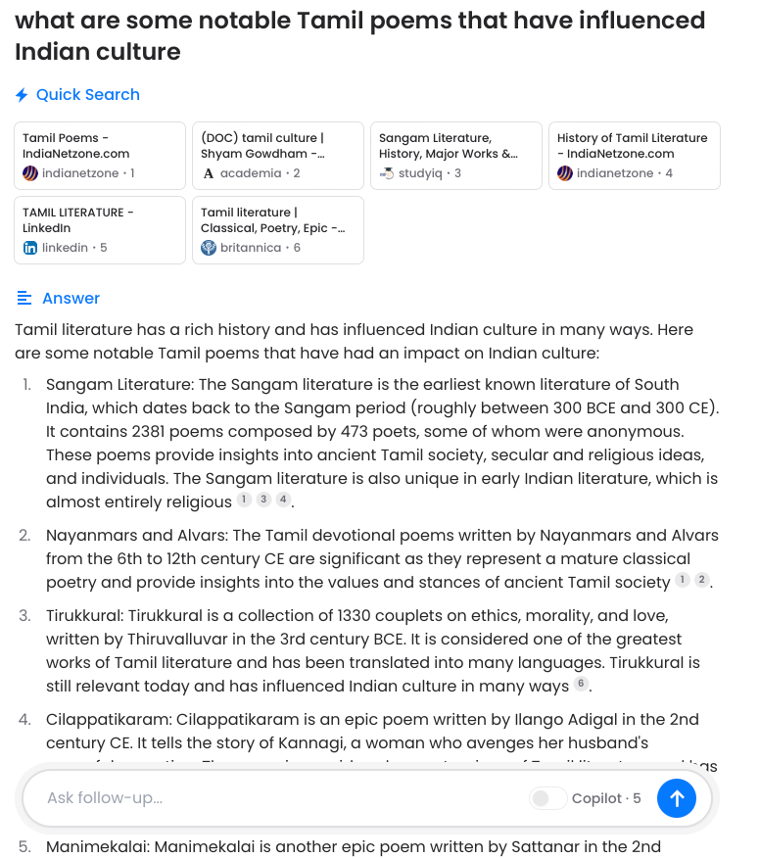 what are some notable Tamil poems that have influenced
Indian culture
Quick Search
Tamil Poems -
IndiaNetzone.com
indianetzone · 1
(DOC) tamil culture |
Shyam Gowdham -...
academia · 2
Sangam Literature,
History, Major Works &...
studyiq · 3
History of Tamil Literature
- IndiaNetzone.com
indianetzone · 4
TAMIL LITERATURE -
LinkedIn
linkedin · 5
Tamil literature |
Classical, Poetry, Epic -...
britannica · 6
Answer
Tamil literature has a rich history and has influenced Indian culture in many ways. Here
are some notable Tamil poems that have had an impact on Indian culture:
1. Sangam Literature: The Sangam literature is the earliest known literature of South
India, which dates back to the Sangam period (roughly between 300 BCE and 300 CE).
It contains 2381 poems composed by 473 poets, some of whom were anonymous.
These poems provide insights into ancient Tamil society, secular and religious ideas,
and individuals. The Sangam literature is also unique in early Indian literature, which is
almost entirely religious 1 3 4.
2. Nayanmars and Alvars: The Tamil devotional poems written by Nayanmars and Alvars
from the 6th to 12th century CE are significant as they represent a mature classical
poetry and provide insights into the values and stances of ancient Tamil society 1 2.
3. Tirukkural: Tirukkural is a collection of 1330 couplets on ethics, morality, and love,
written by Thiruvalluvar in the 3rd century BCE. It is considered one of the greatest
works of Tamil literature and has been translated into many languages. Tirukkural is
still relevant today and has influenced Indian culture in many ways 6.
4. Cilappatikaram: Cilappatikaram is an epic poem written by Ilango Adigal in the 2nd
century CE. It tells the story of Kannagi, a woman who avenges her husband's
has
Ask follow-up...
Copilot · 5
5. Manimekalai: Manimekalai is another epic poem written by Sattanar in the 2nd